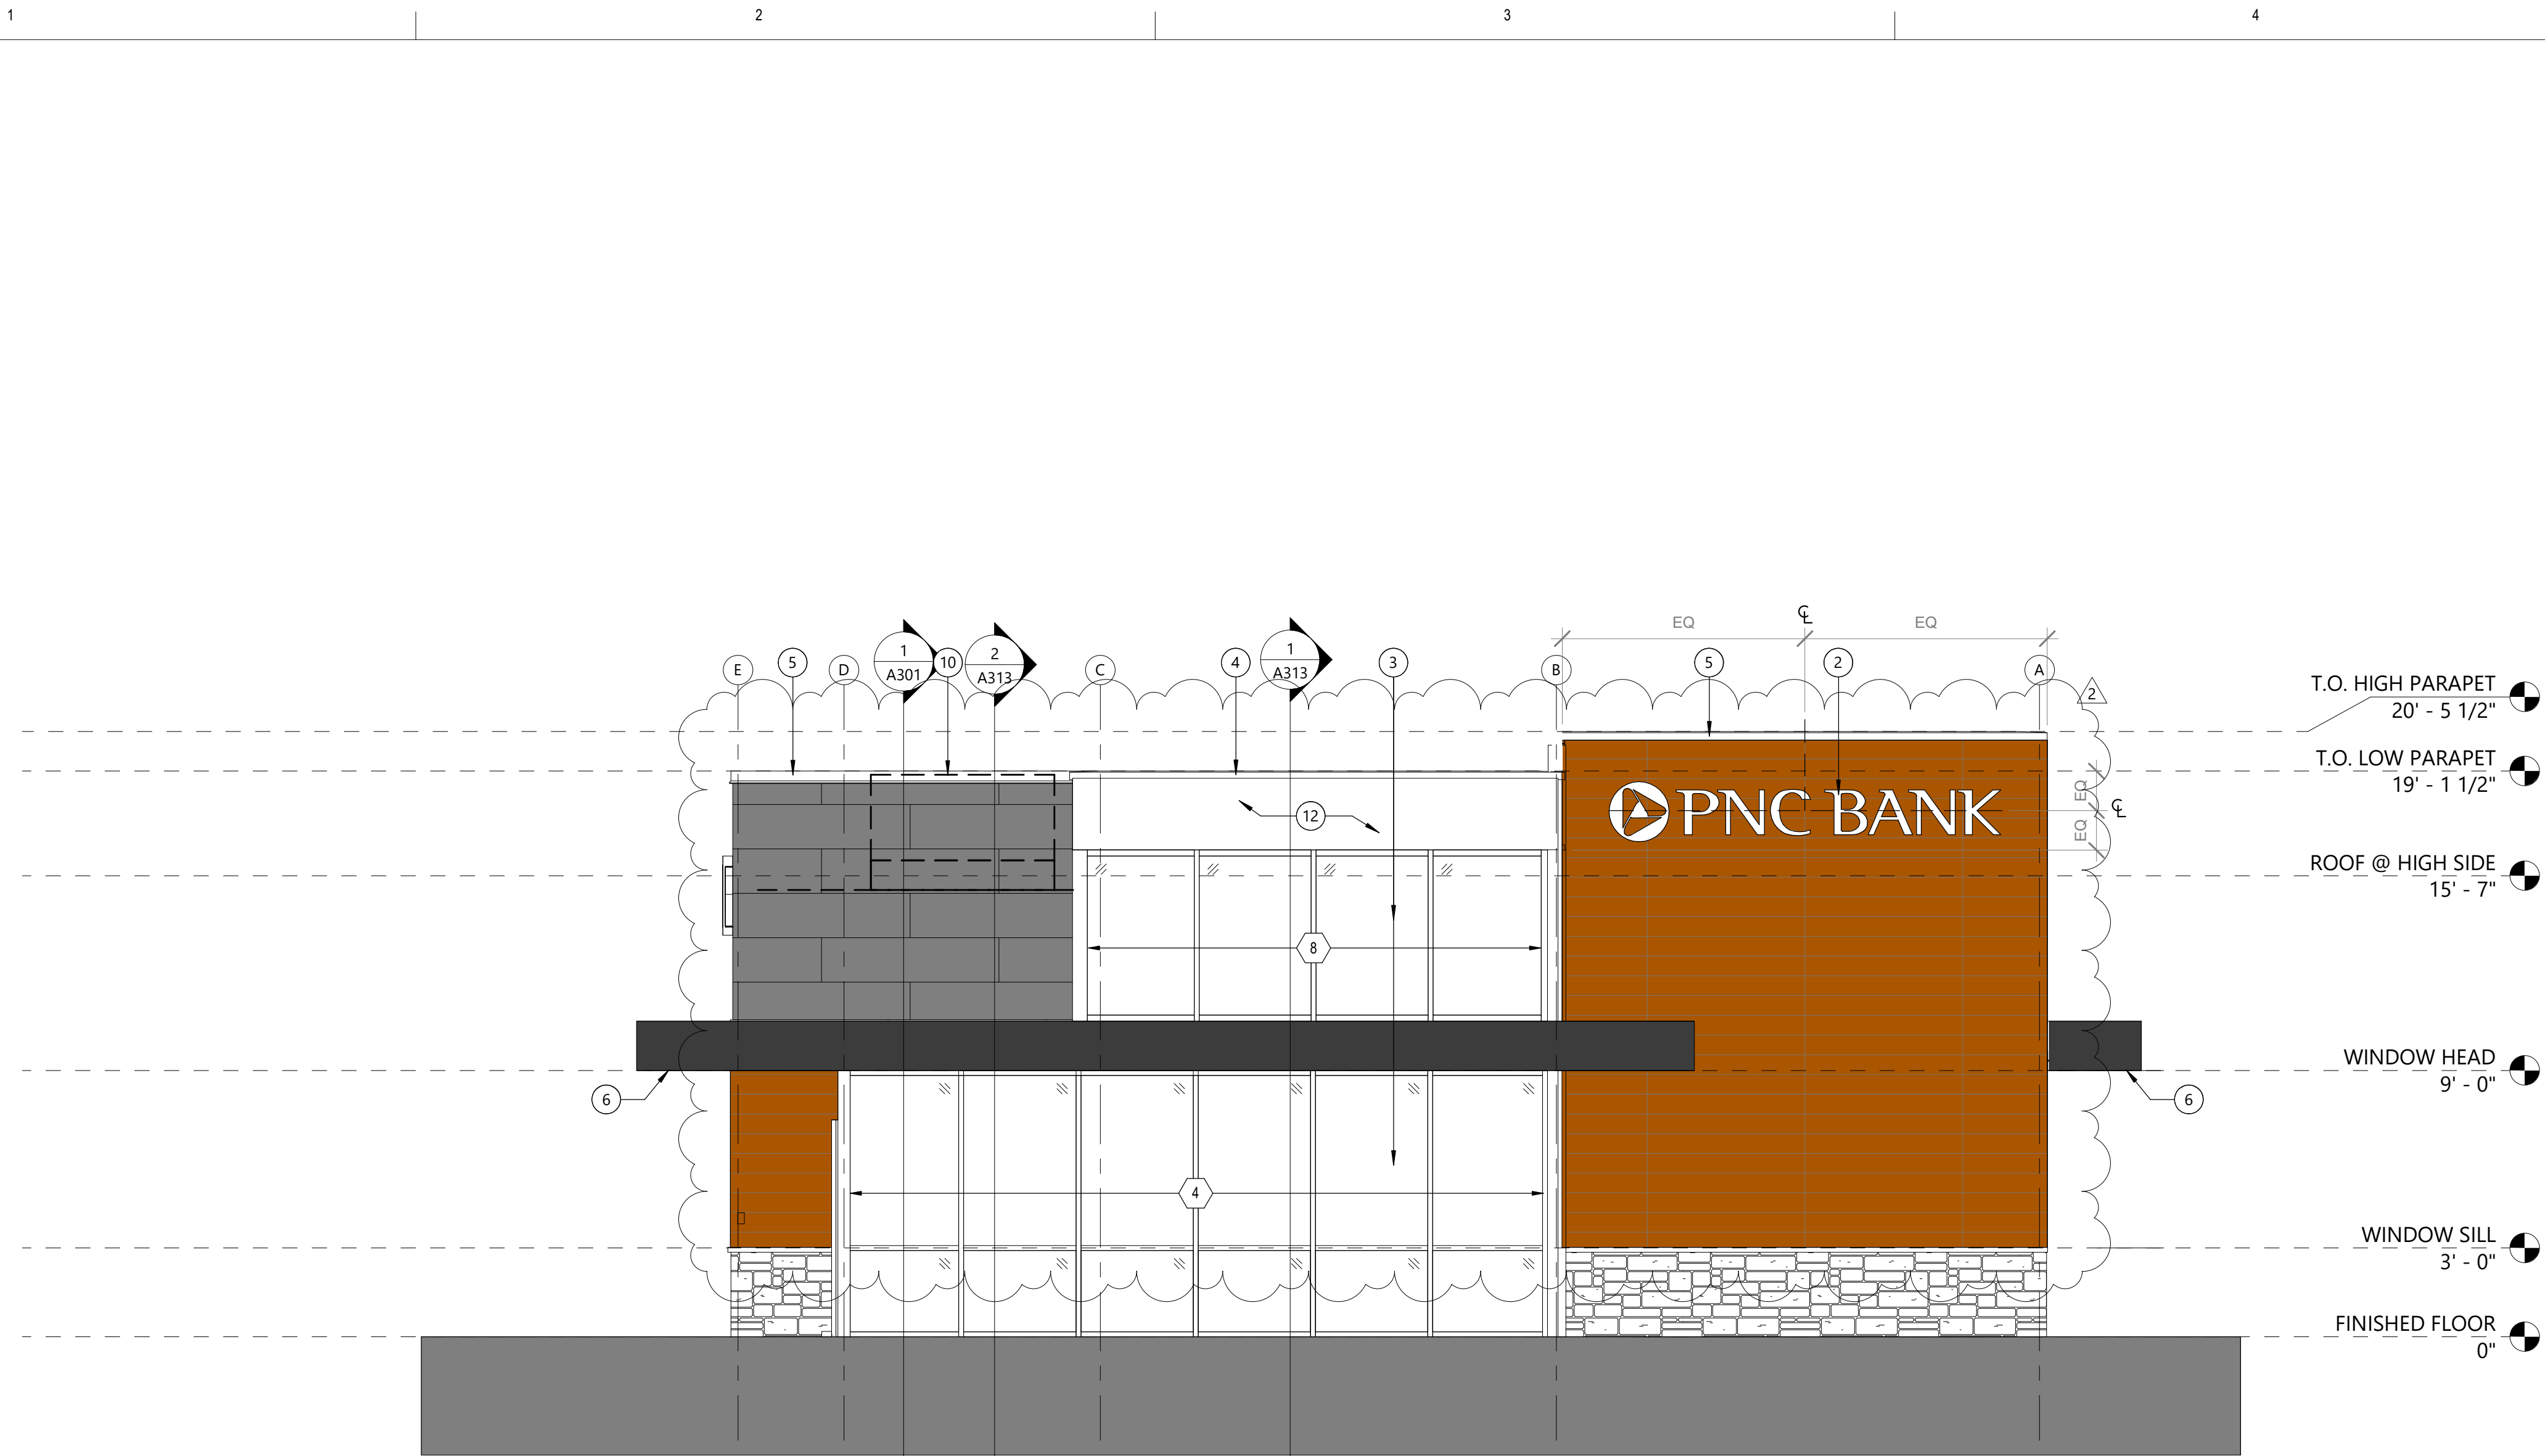 1 2 3 4
EQ ℄ EQ
E 5 D 1 A301 10 2 A313 C 4 1 A313 3 B 5 2 A
2
T.O. HIGH PARAPET
20' - 5 1/2"
T.O. LOW PARAPET
19' - 1 1/2"
EQ
℄
EQ
12
PNC BANK
ROOF @ HIGH SIDE
15' - 7"
8
WINDOW HEAD
9' - 0"
6
6
4
WINDOW SILL
3' - 0"
FINISHED FLOOR
0"